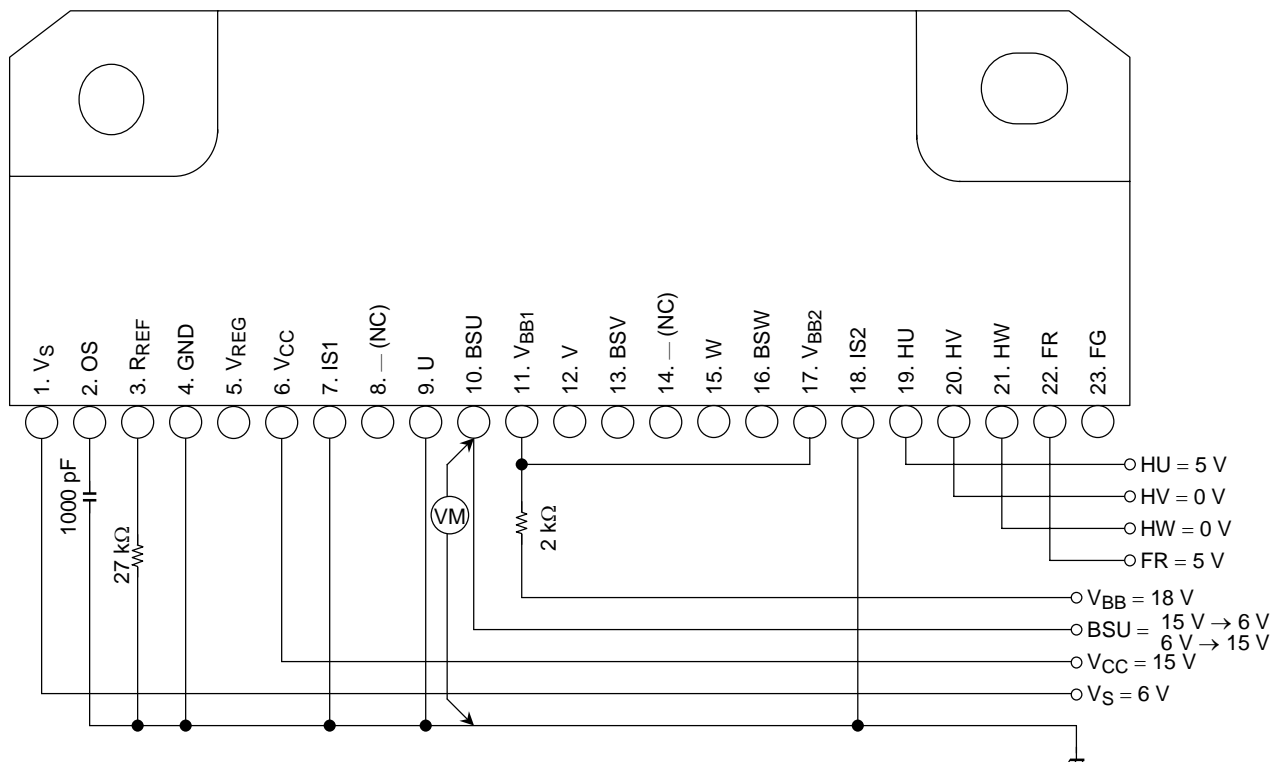 1. VS
2. OS
3. RREF
4. GND
5. VREG
6. VCC
7. IS1
8. — (NC)
9. U
10. BSU
11. VBB1
12. V
13. BSV
14. — (NC)
15. W
16. BSW
17. VBB2
18. IS2
19. HU
20. HV
21. HW
22. FR
23. FG
1000 pF
27 kΩ
VM
2 kΩ
HU = 5 V
HV = 0 V
HW = 0 V
FR = 5 V
VBB = 18 V
BSU = 15 V → 6 V
6 V → 15 V
VCC = 15 V
VS = 6 V